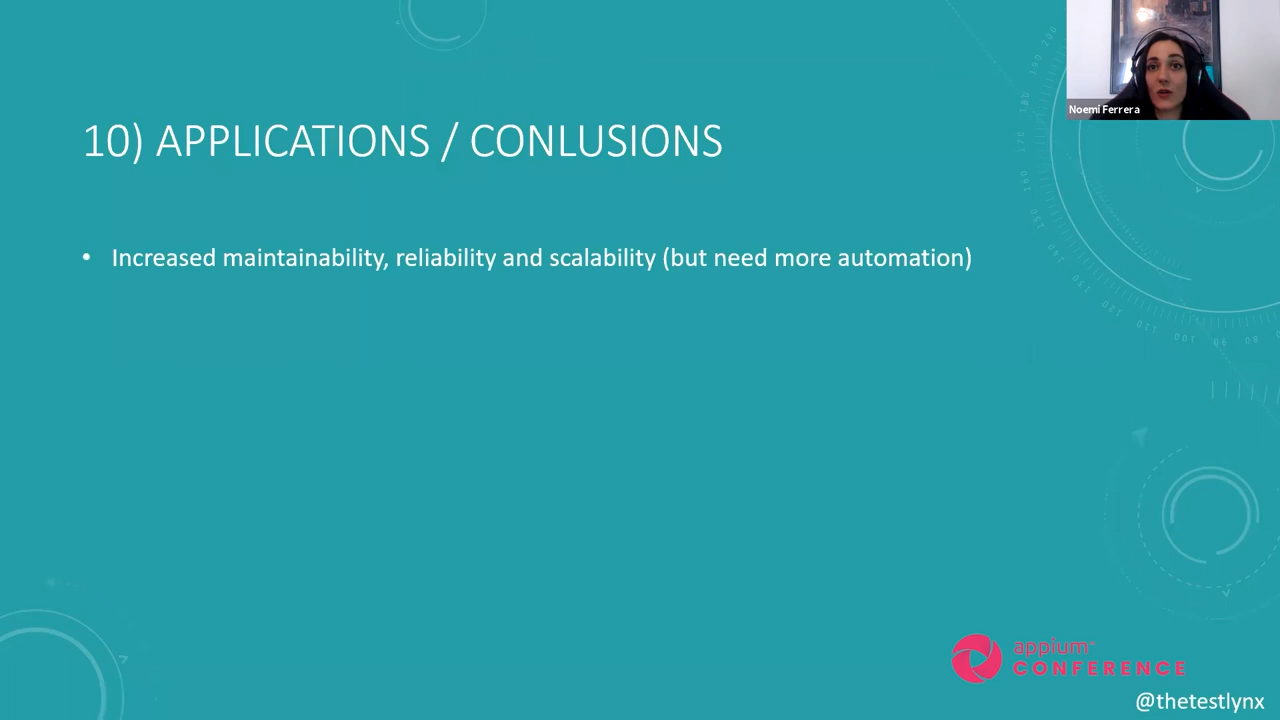 Noemi Ferrera
10) APPLICATIONS / CONLUSIONS
• Increased maintainability, reliability and scalability (but need more automation)
appium
CONFERENCE
@thetestlynx